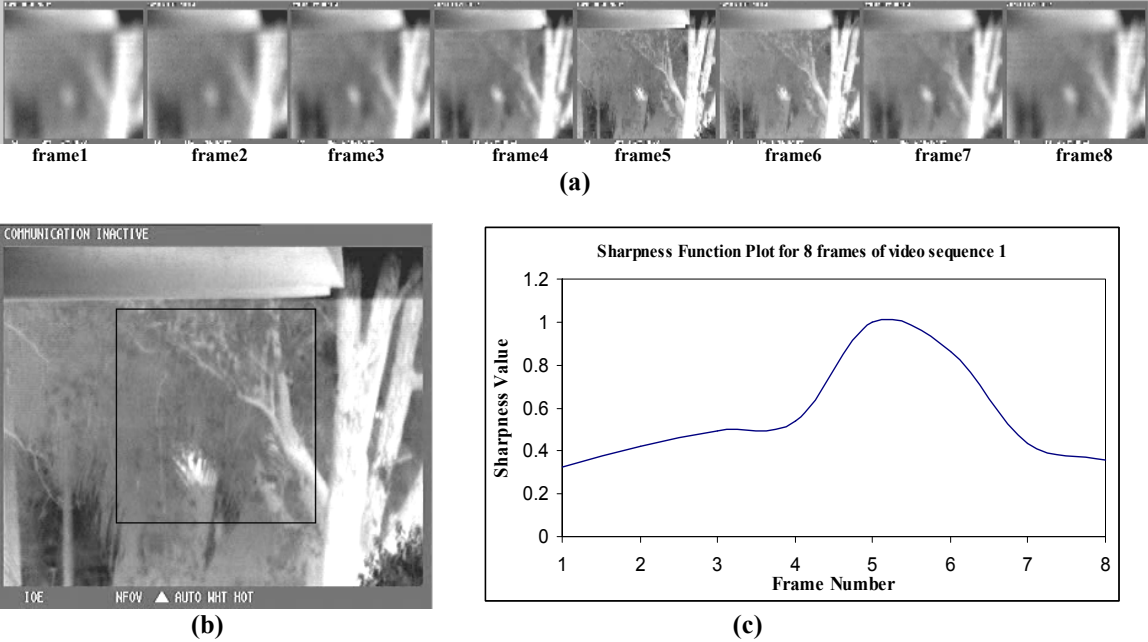 frame1 frame2 frame3 frame4 frame5 frame6 frame7 frame8
(a)
COMMUNICATION INACTIVE
IOE NFOV AUTO WHT HOT
(b)
Sharpness Function Plot for 8 frames of video sequence 1
Sharpness Value
1.2
1
0.8
0.6
0.4
0.2
0
1 2 3 4 5 6 7 8
Frame Number
(c)